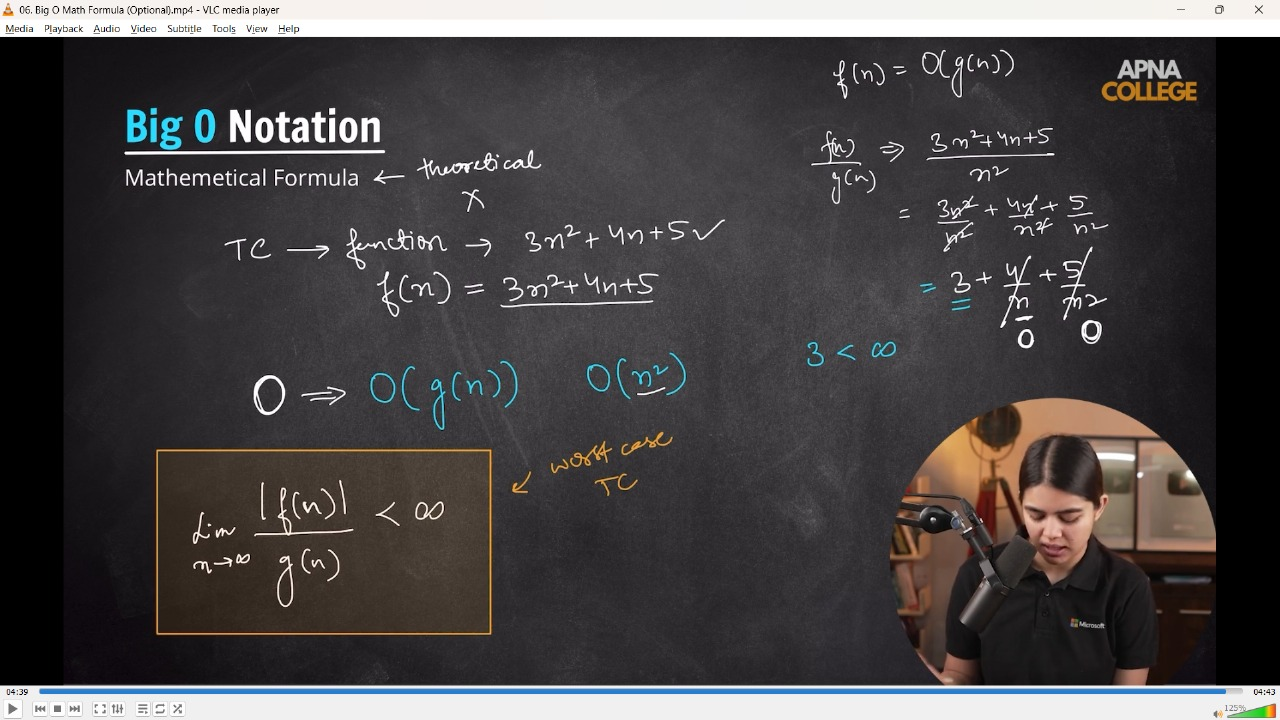 06. Big O Math Formula (Optional).mp4 - VLC media player
Media Playback Audio Video Subtitle Tools View Help
APNA
COLLEGE
Big O Notation
Mathemetical Formula ← theoretical
X
TC → function → 3n²+4n+5 ✓
f(n) = 3n²+4n+5
O ⇒ O(g(n)) O(n²)
worst case
TC
Lim n→∞ |f(n)| / g(n) < ∞
f(n) = O(g(n))
f(n)/g(n) ⇒ (3n²+4n+5)/n²
= 3n²/n² + 4n/n² + 5/n²
= 3 + 4/n + 5/n²
0 0
3 < ∞
Microsoft
04:39 04:43
125%